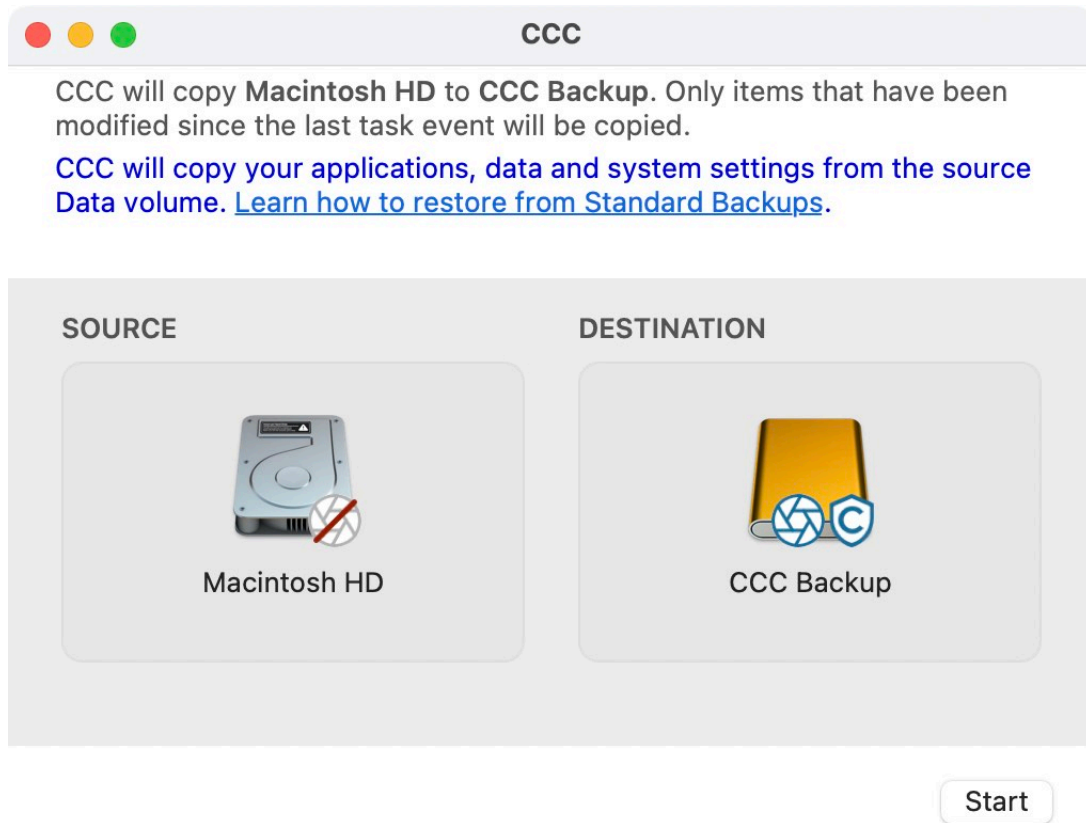 CCC
CCC will copy Macintosh HD to CCC Backup. Only items that have been
modified since the last task event will be copied.
CCC will copy your applications, data and system settings from the source
Data volume. Learn how to restore from Standard Backups.
SOURCE
DESTINATION
Macintosh HD
CCC Backup
Start